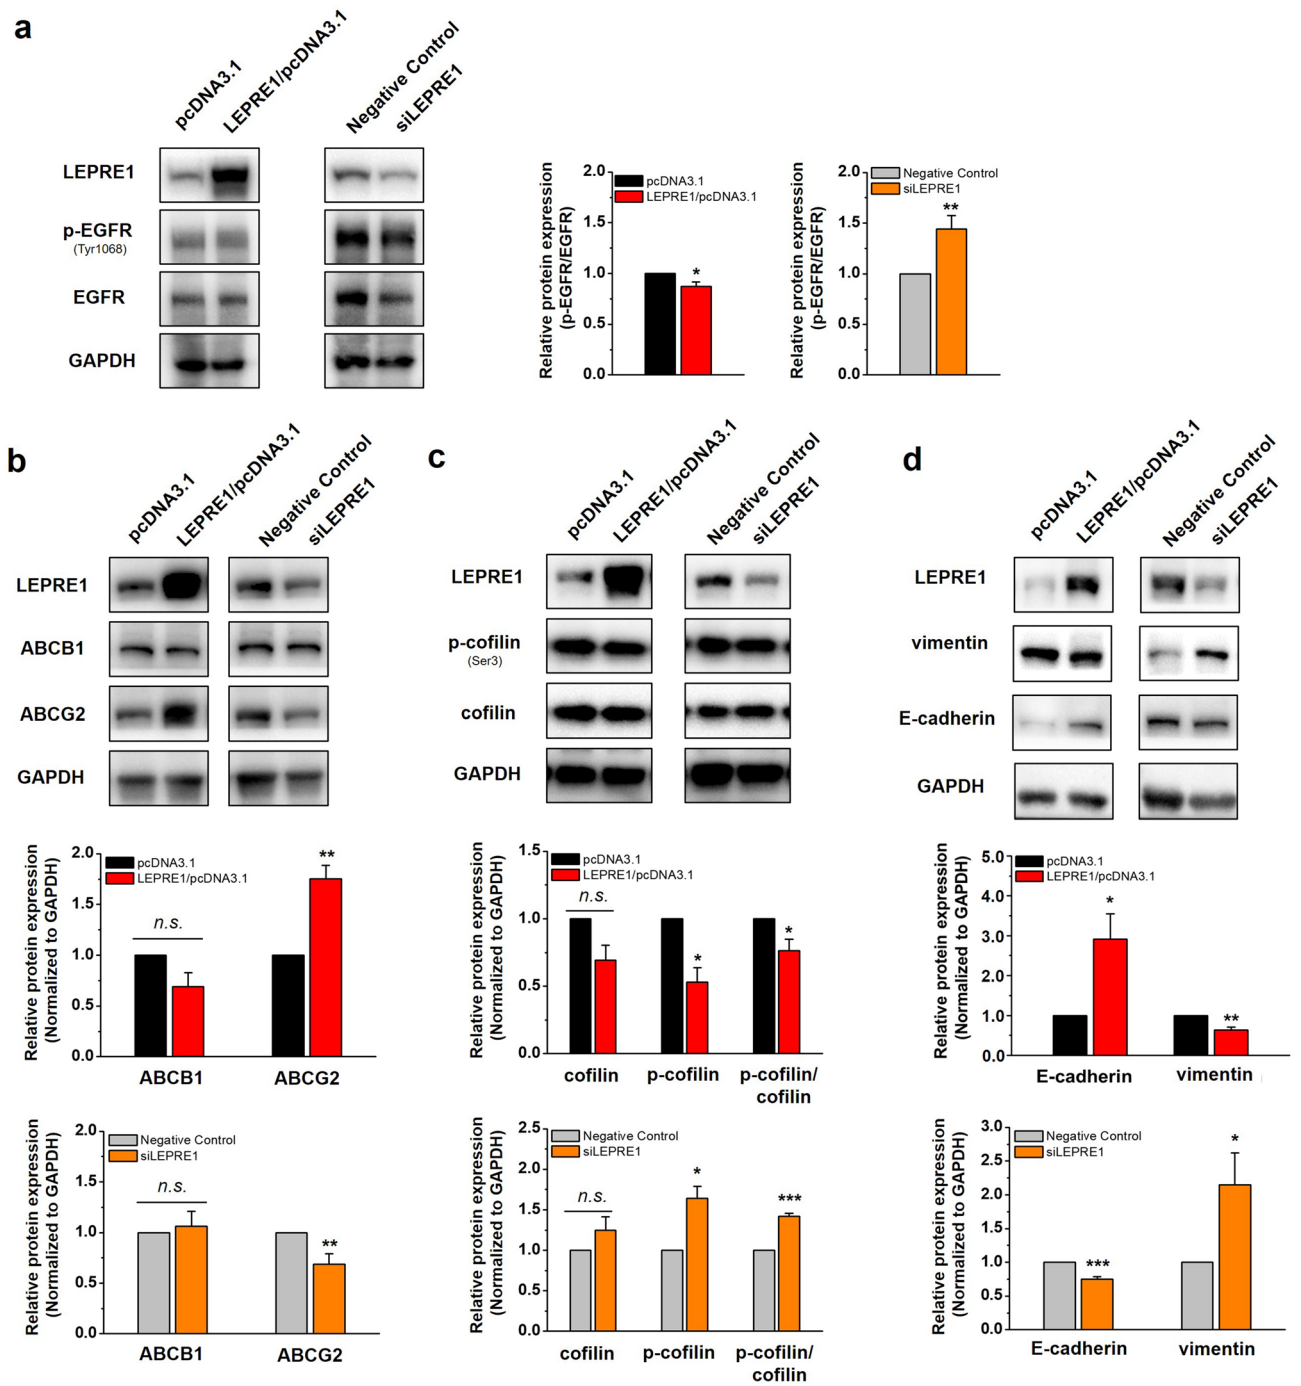 a
pcDNA3.1
LEPRE1/pcDNA3.1
Negative Control
siLEPRE1
LEPRE1
p-EGFR
(Tyr1068)
EGFR
GAPDH
Relative protein expression
(p-EGFR/EGFR)
2.0
1.5
1.0
0.5
0.0
pcDNA3.1
LEPRE1/pcDNA3.1
*
Relative protein expression
(p-EGFR/EGFR)
2.0
1.5
1.0
0.5
0.0
Negative Control
siLEPRE1
**
b
pcDNA3.1
LEPRE1/pcDNA3.1
Negative Control
siLEPRE1
LEPRE1
ABCB1
ABCG2
GAPDH
Relative protein expression
(Normalized to GAPDH)
2.0
1.5
1.0
0.5
0.0
pcDNA3.1
LEPRE1/pcDNA3.1
n.s.
**
ABCB1
ABCG2
Relative protein expression
(Normalized to GAPDH)
2.0
1.5
1.0
0.5
0.0
Negative Control
siLEPRE1
n.s.
**
ABCB1
ABCG2
c
pcDNA3.1
LEPRE1/pcDNA3.1
Negative Control
siLEPRE1
LEPRE1
p-cofilin
(Ser3)
cofilin
GAPDH
Relative protein expression
(Normalized to GAPDH)
1.5
1.0
0.5
0.0
pcDNA3.1
LEPRE1/pcDNA3.1
n.s.
*
*
cofilin
p-cofilin
p-cofilin/
cofilin
Relative protein expression
(Normalized to GAPDH)
2.5
2.0
1.5
1.0
0.5
0.0
Negative Control
siLEPRE1
n.s.
*
***
cofilin
p-cofilin
p-cofilin/
cofilin
d
pcDNA3.1
LEPRE1/pcDNA3.1
Negative Control
siLEPRE1
LEPRE1
vimentin
E-cadherin
GAPDH
Relative protein expression
(Normalized to GAPDH)
5.0
4.0
3.0
2.0
1.0
0.0
pcDNA3.1
LEPRE1/pcDNA3.1
*
**
E-cadherin
vimentin
Relative protein expression
(Normalized to GAPDH)
3.0
2.5
2.0
1.5
1.0
0.5
0.0
Negative Control
siLEPRE1
***
*
E-cadherin
vimentin